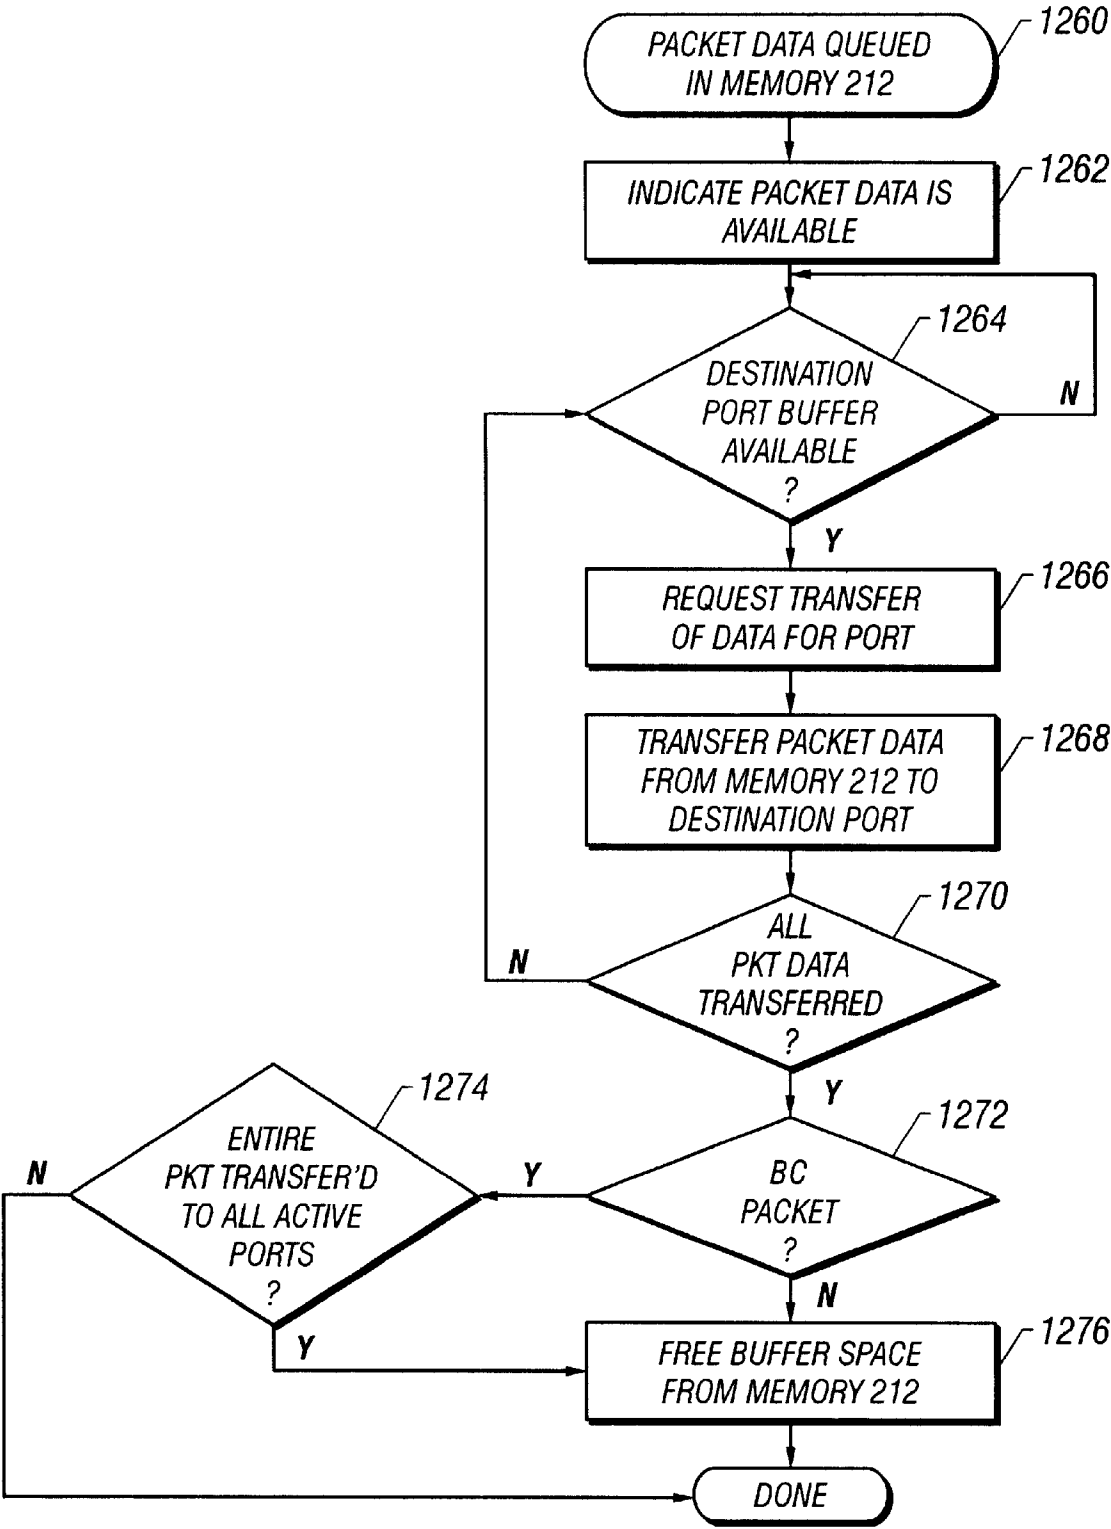 PACKET DATA QUEUED
IN MEMORY 212
1260
INDICATE PACKET DATA IS
AVAILABLE
1262
DESTINATION
PORT BUFFER
AVAILABLE
?
1264
N
Y
REQUEST TRANSFER
OF DATA FOR PORT
1266
TRANSFER PACKET DATA
FROM MEMORY 212 TO
DESTINATION PORT
1268
ALL
PKT DATA
TRANSFERRED
?
1270
N
Y
BC
PACKET
?
1272
Y
N
ENTIRE
PKT TRANSFER'D
TO ALL ACTIVE
PORTS
?
1274
N
Y
FREE BUFFER SPACE
FROM MEMORY 212
1276
DONE